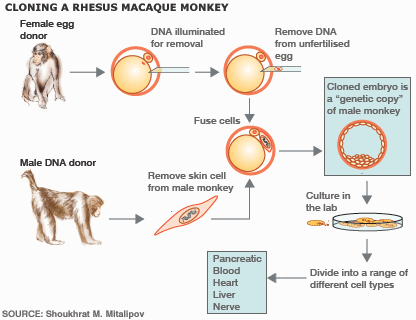 CLONING A RHESUS MACAQUE MONKEY
Female egg
donor
DNA illuminated
for removal
Remove DNA
from unfertilised
egg
Fuse cells
Cloned embryo is
a "genetic copy"
of male monkey
Male DNA donor
Remove skin cell
from male monkey
Culture in
the lab
Divide into a range of
different cell types
Pancreatic
Blood
Heart
Liver
Nerve
SOURCE: Shoukhrat M. Mitalipov